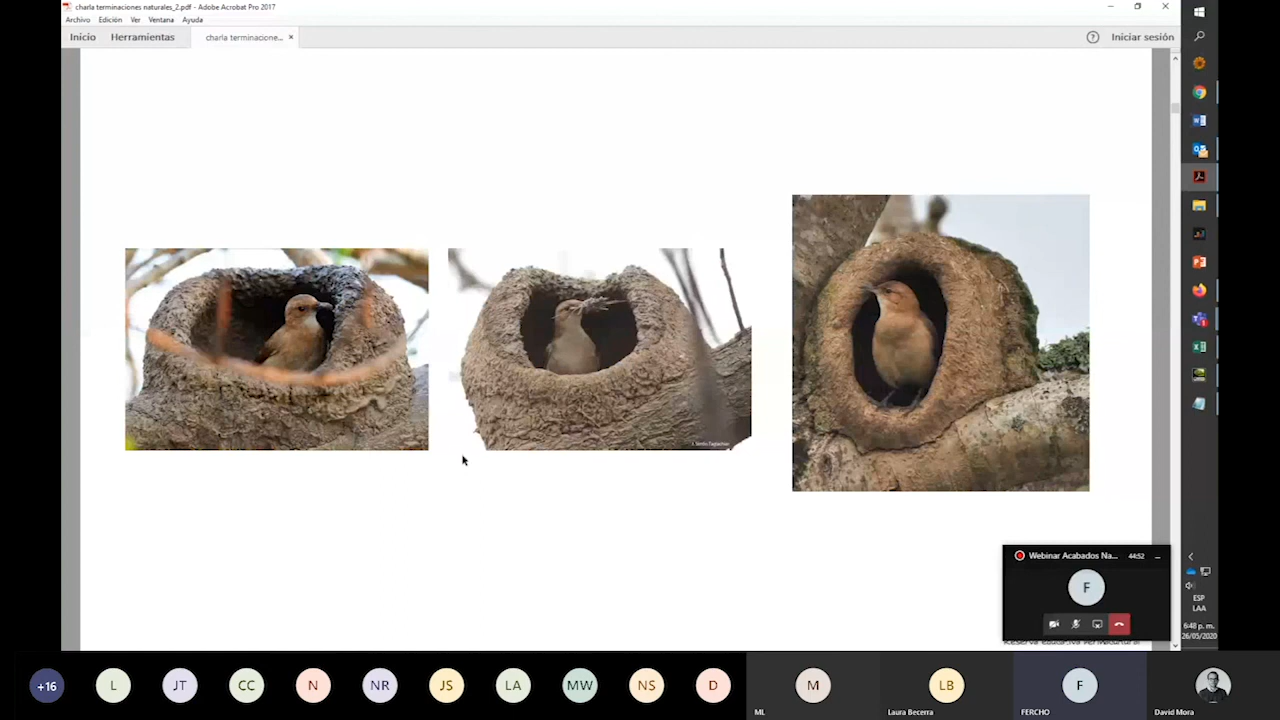 charla terminaciones naturales_2.pdf - Adobe Acrobat Pro 2017
Archivo Edición Ver Ventana Ayuda
Inicio Herramientas charla terminacione... × ? Iniciar sesión
Webinar Acabados Na... 44:52
F
ESP
LAA
6:48 p. m.
26/05/2020
+16 L JT CC N NR JS LA MW NS D M LB F
ML Laura Becerra FERCHO David Mora